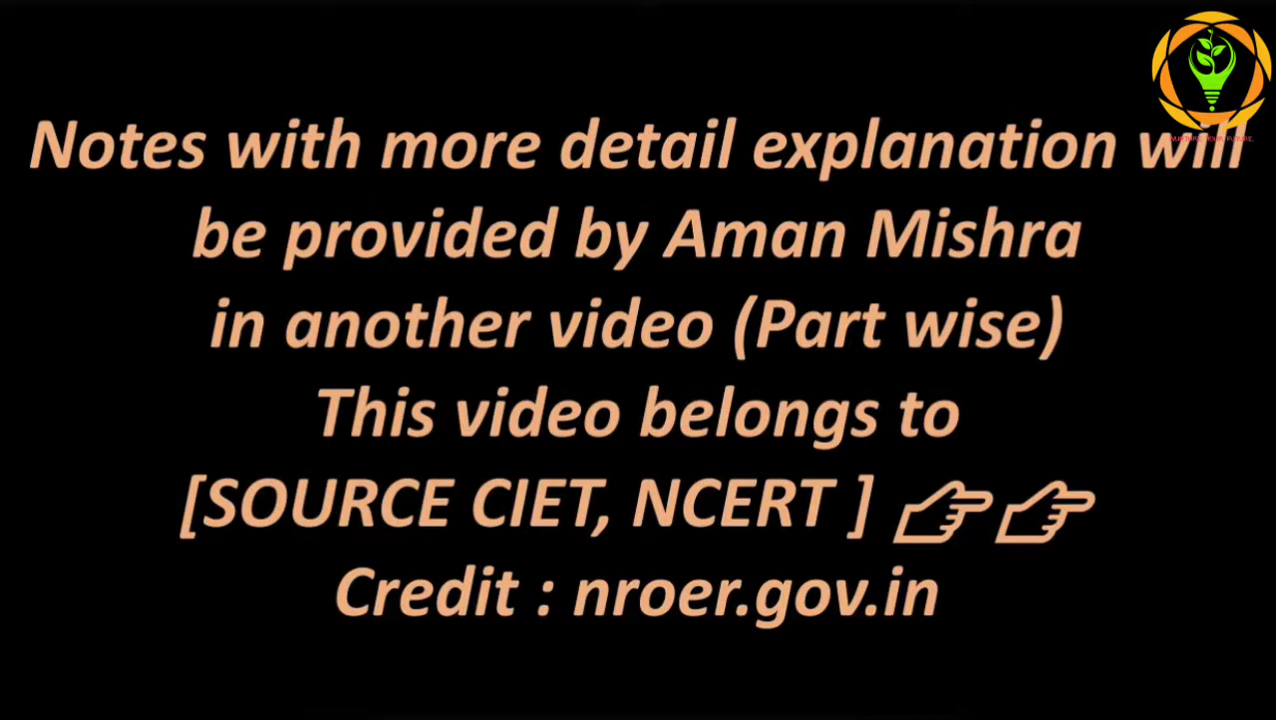 Notes with more detail explanation will
be provided by Aman Mishra
in another video (Part wise)
This video belongs to
[SOURCE CIET, NCERT ] 👉👉
Credit : nroer.gov.in